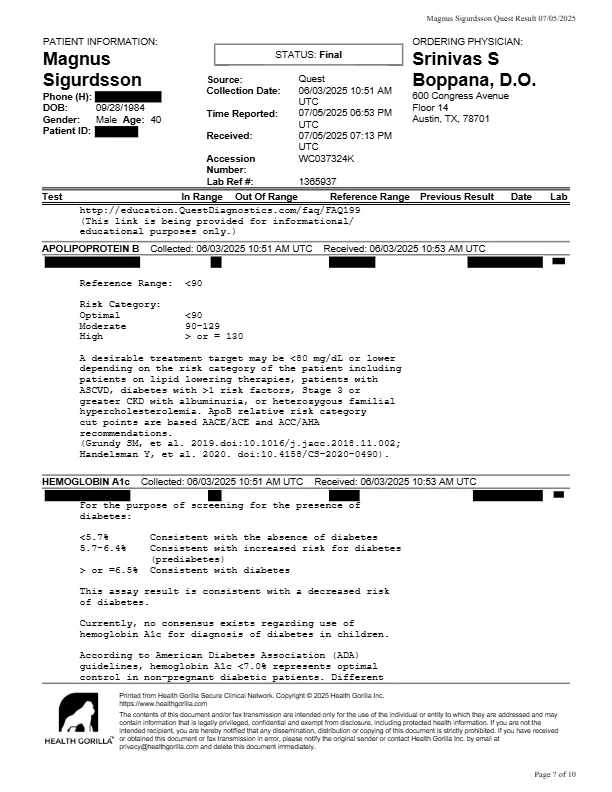 Magnus Sigurdsson Quest Result 07/05/2025
PATIENT INFORMATION:
Magnus
Sigurdsson
Phone (H):
DOB: 09/28/1984
Gender: Male Age: 40
Patient ID:
STATUS: Final
Source: Quest
Collection Date: 06/03/2025 10:51 AM
UTC
Time Reported: 07/05/2025 06:53 PM
UTC
Received: 07/05/2025 07:13 PM
UTC
Accession WC037324K
Number:
Lab Ref #: 1365937
ORDERING PHYSICIAN:
Srinivas S
Boppana, D.O.
600 Congress Avenue
Floor 14
Austin, TX, 78701
Test In Range Out Of Range Reference Range Previous Result Date Lab
http://education.QuestDiagnostics.com/faq/FAQ199
(This link is being provided for informational/
educational purposes only.)
APOLIPOPROTEIN B Collected: 06/03/2025 10:51 AM UTC Received: 06/03/2025 10:53 AM UTC
Reference Range: <90
Risk Category:
Optimal <90
Moderate 90-129
High > or = 130
A desirable treatment target may be <80 mg/dL or lower
depending on the risk category of the patient including
patients on lipid lowering therapies, patients with
ASCVD, diabetes with >1 risk factors, Stage 3 or
greater CKD with albuminuria, or heterozygous familial
hypercholesterolemia. ApoB relative risk category
cut points are based AACE/ACE and ACC/AHA
recommendations.
(Grundy SM, et al. 2019.doi:10.1016/j.jacc.2018.11.002;
Handelsman Y, et al. 2020. doi:10.4158/CS-2020-0490).
HEMOGLOBIN A1c Collected: 06/03/2025 10:51 AM UTC Received: 06/03/2025 10:53 AM UTC
For the purpose of screening for the presence of
diabetes:
<5.7% Consistent with the absence of diabetes
5.7-6.4% Consistent with increased risk for diabetes
(prediabetes)
> or =6.5% Consistent with diabetes
This assay result is consistent with a decreased risk
of diabetes.
Currently, no consensus exists regarding use of
hemoglobin A1c for diagnosis of diabetes in children.
According to American Diabetes Association (ADA)
guidelines, hemoglobin A1c <7.0% represents optimal
control in non-pregnant diabetic patients. Different
HEALTH GORILLA™
Printed from Health Gorilla Secure Clinical Network. Copyright © 2025 Health Gorilla Inc.
https://www.healthgorilla.com
The contents of this document and/or fax transmission are intended only for the use of the individual or entity to which they are addressed and may
contain information that is legally privileged, confidential and exempt from disclosure, including protected health information. If you are not the
intended recipient, you are hereby notified that any dissemination, distribution or copying of this document is strictly prohibited. If you have received
or obtained this document or fax transmission in error, please notify the original sender or contact Health Gorilla Inc. by email at
privacy@healthgorilla.com and delete this document immediately.
Page 7 of 10